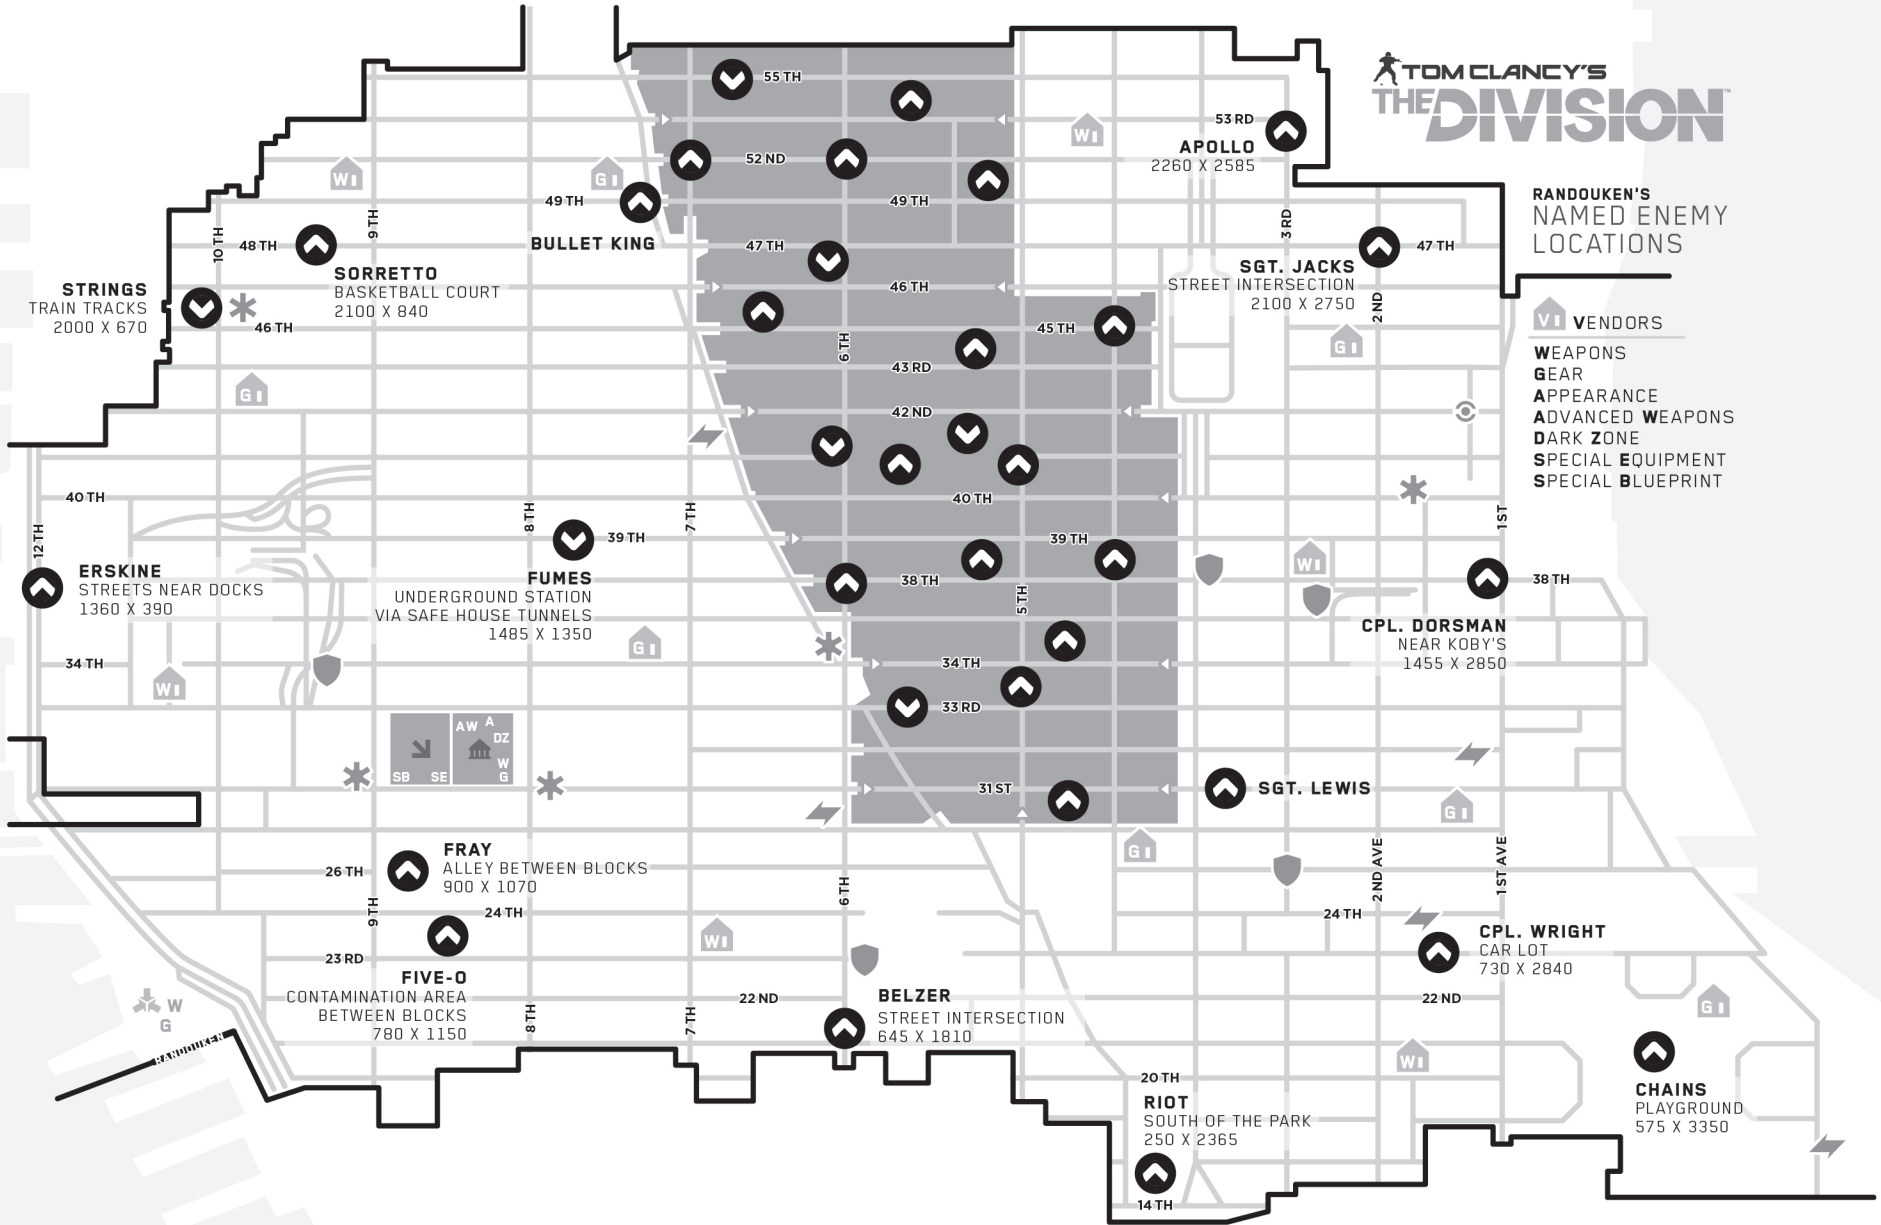 TOM CLANCY'S
THE DIVISION™
RANDOUKEN'S
NAMED ENEMY
LOCATIONS
V I VENDORS
WEAPONS
GEAR
APPEARANCE
ADVANCED WEAPONS
DARK ZONE
SPECIAL EQUIPMENT
SPECIAL BLUEPRINT
55 TH
53 RD
W I
APOLLO
2260 X 2585
52 ND
W I
G I
49 TH
49 TH
BULLET KING
10 TH
9 TH
48 TH
47 TH
3 RD
47 TH
SORRETTO
BASKETBALL COURT
2100 X 840
SGT. JACKS
STREET INTERSECTION
2100 X 2750
STRINGS
TRAIN TRACKS
2000 X 670
46 TH
46 TH
45 TH
2 ND
6 TH
G I
43 RD
G I
42 ND
40 TH
40 TH
12 TH
8 TH
7 TH
1 ST
39 TH
39 TH
ERSKINE
STREETS NEAR DOCKS
1360 X 390
FUMES
UNDERGROUND STATION
VIA SAFE HOUSE TUNNELS
1485 X 1350
38 TH
5 TH
W I
38 TH
CPL. DORSMAN
NEAR KOBY'S
1455 X 2850
G I
34 TH
34 TH
W I
33 RD
AW A
DZ
W
G
SB SE
31 ST
SGT. LEWIS
G I
G I
FRAY
ALLEY BETWEEN BLOCKS
900 X 1070
26 TH
9 TH
6 TH
2 ND AVE
1 ST AVE
24 TH
24 TH
W I
CPL. WRIGHT
CAR LOT
730 X 2840
23 RD
FIVE-O
CONTAMINATION AREA
BETWEEN BLOCKS
780 X 1150
22 ND
22 ND
BELZER
STREET INTERSECTION
645 X 1810
W
G
RANDOUKEN
8 TH
7 TH
G I
W I
CHAINS
PLAYGROUND
575 X 3350
20 TH
RIOT
SOUTH OF THE PARK
250 X 2365
14 TH